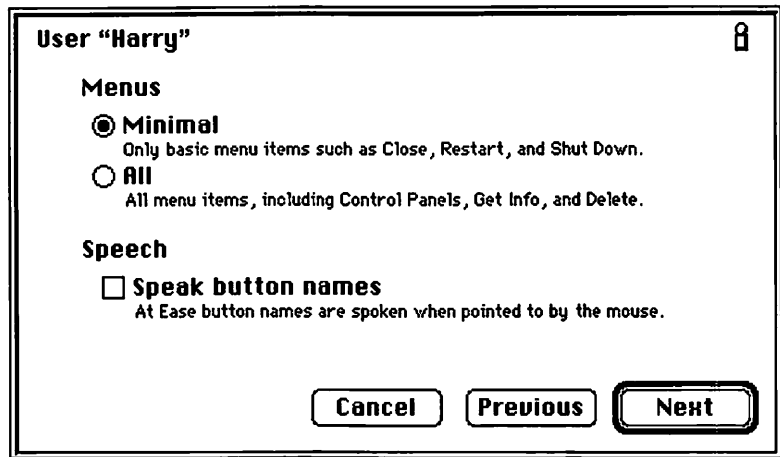 User “Harry”
Menus
Minimal
Only basic menu items such as Close, Restart, and Shut Down.
All
All menu items, including Control Panels, Get Info, and Delete.
Speech
Speak button names
At Ease button names are spoken when pointed to by the mouse.
Cancel Previous Next